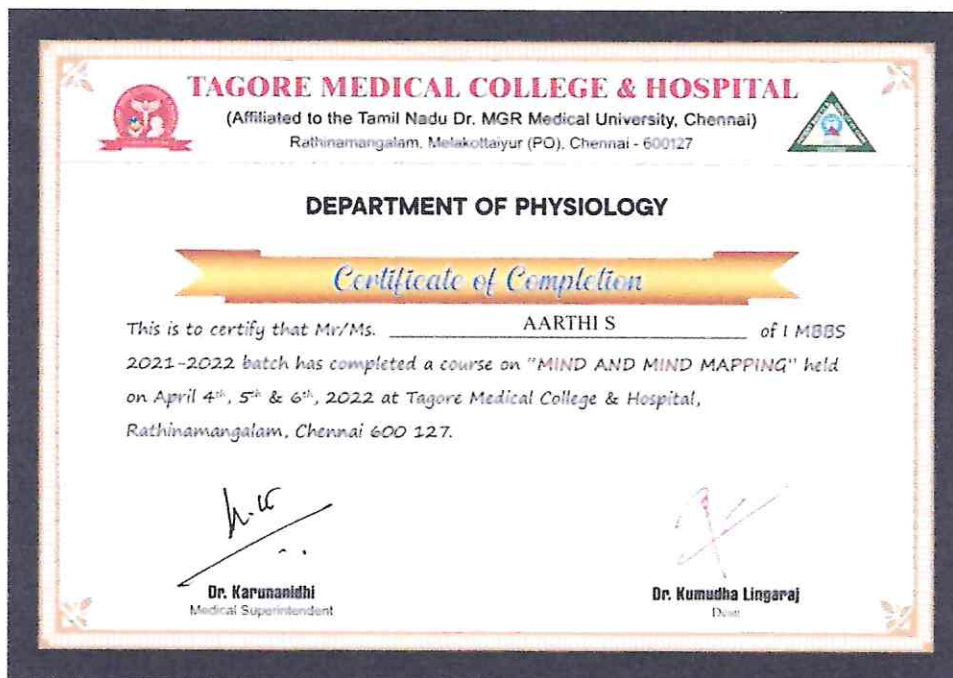 TAGORE MEDICAL COLLEGE & HOSPITAL
(Affiliated to the Tamil Nadu Dr. MGR Medical University, Chennai)
Rathinamangalam, Melakottaiyur (PO), Chennai - 600127
DEPARTMENT OF PHYSIOLOGY
Certificate of Completion
This is to certify that Mr/Ms. AARTHI S of I MBBS
2021-2022 batch has completed a course on "MIND AND MIND MAPPING" held
on April 4th, 5th & 6th, 2022 at Tagore Medical College & Hospital,
Rathinamangalam, Chennai 600 127.
Dr. Karunanidhi
Medical Superintendent
Dr. Kumudha Lingaraj
Dean